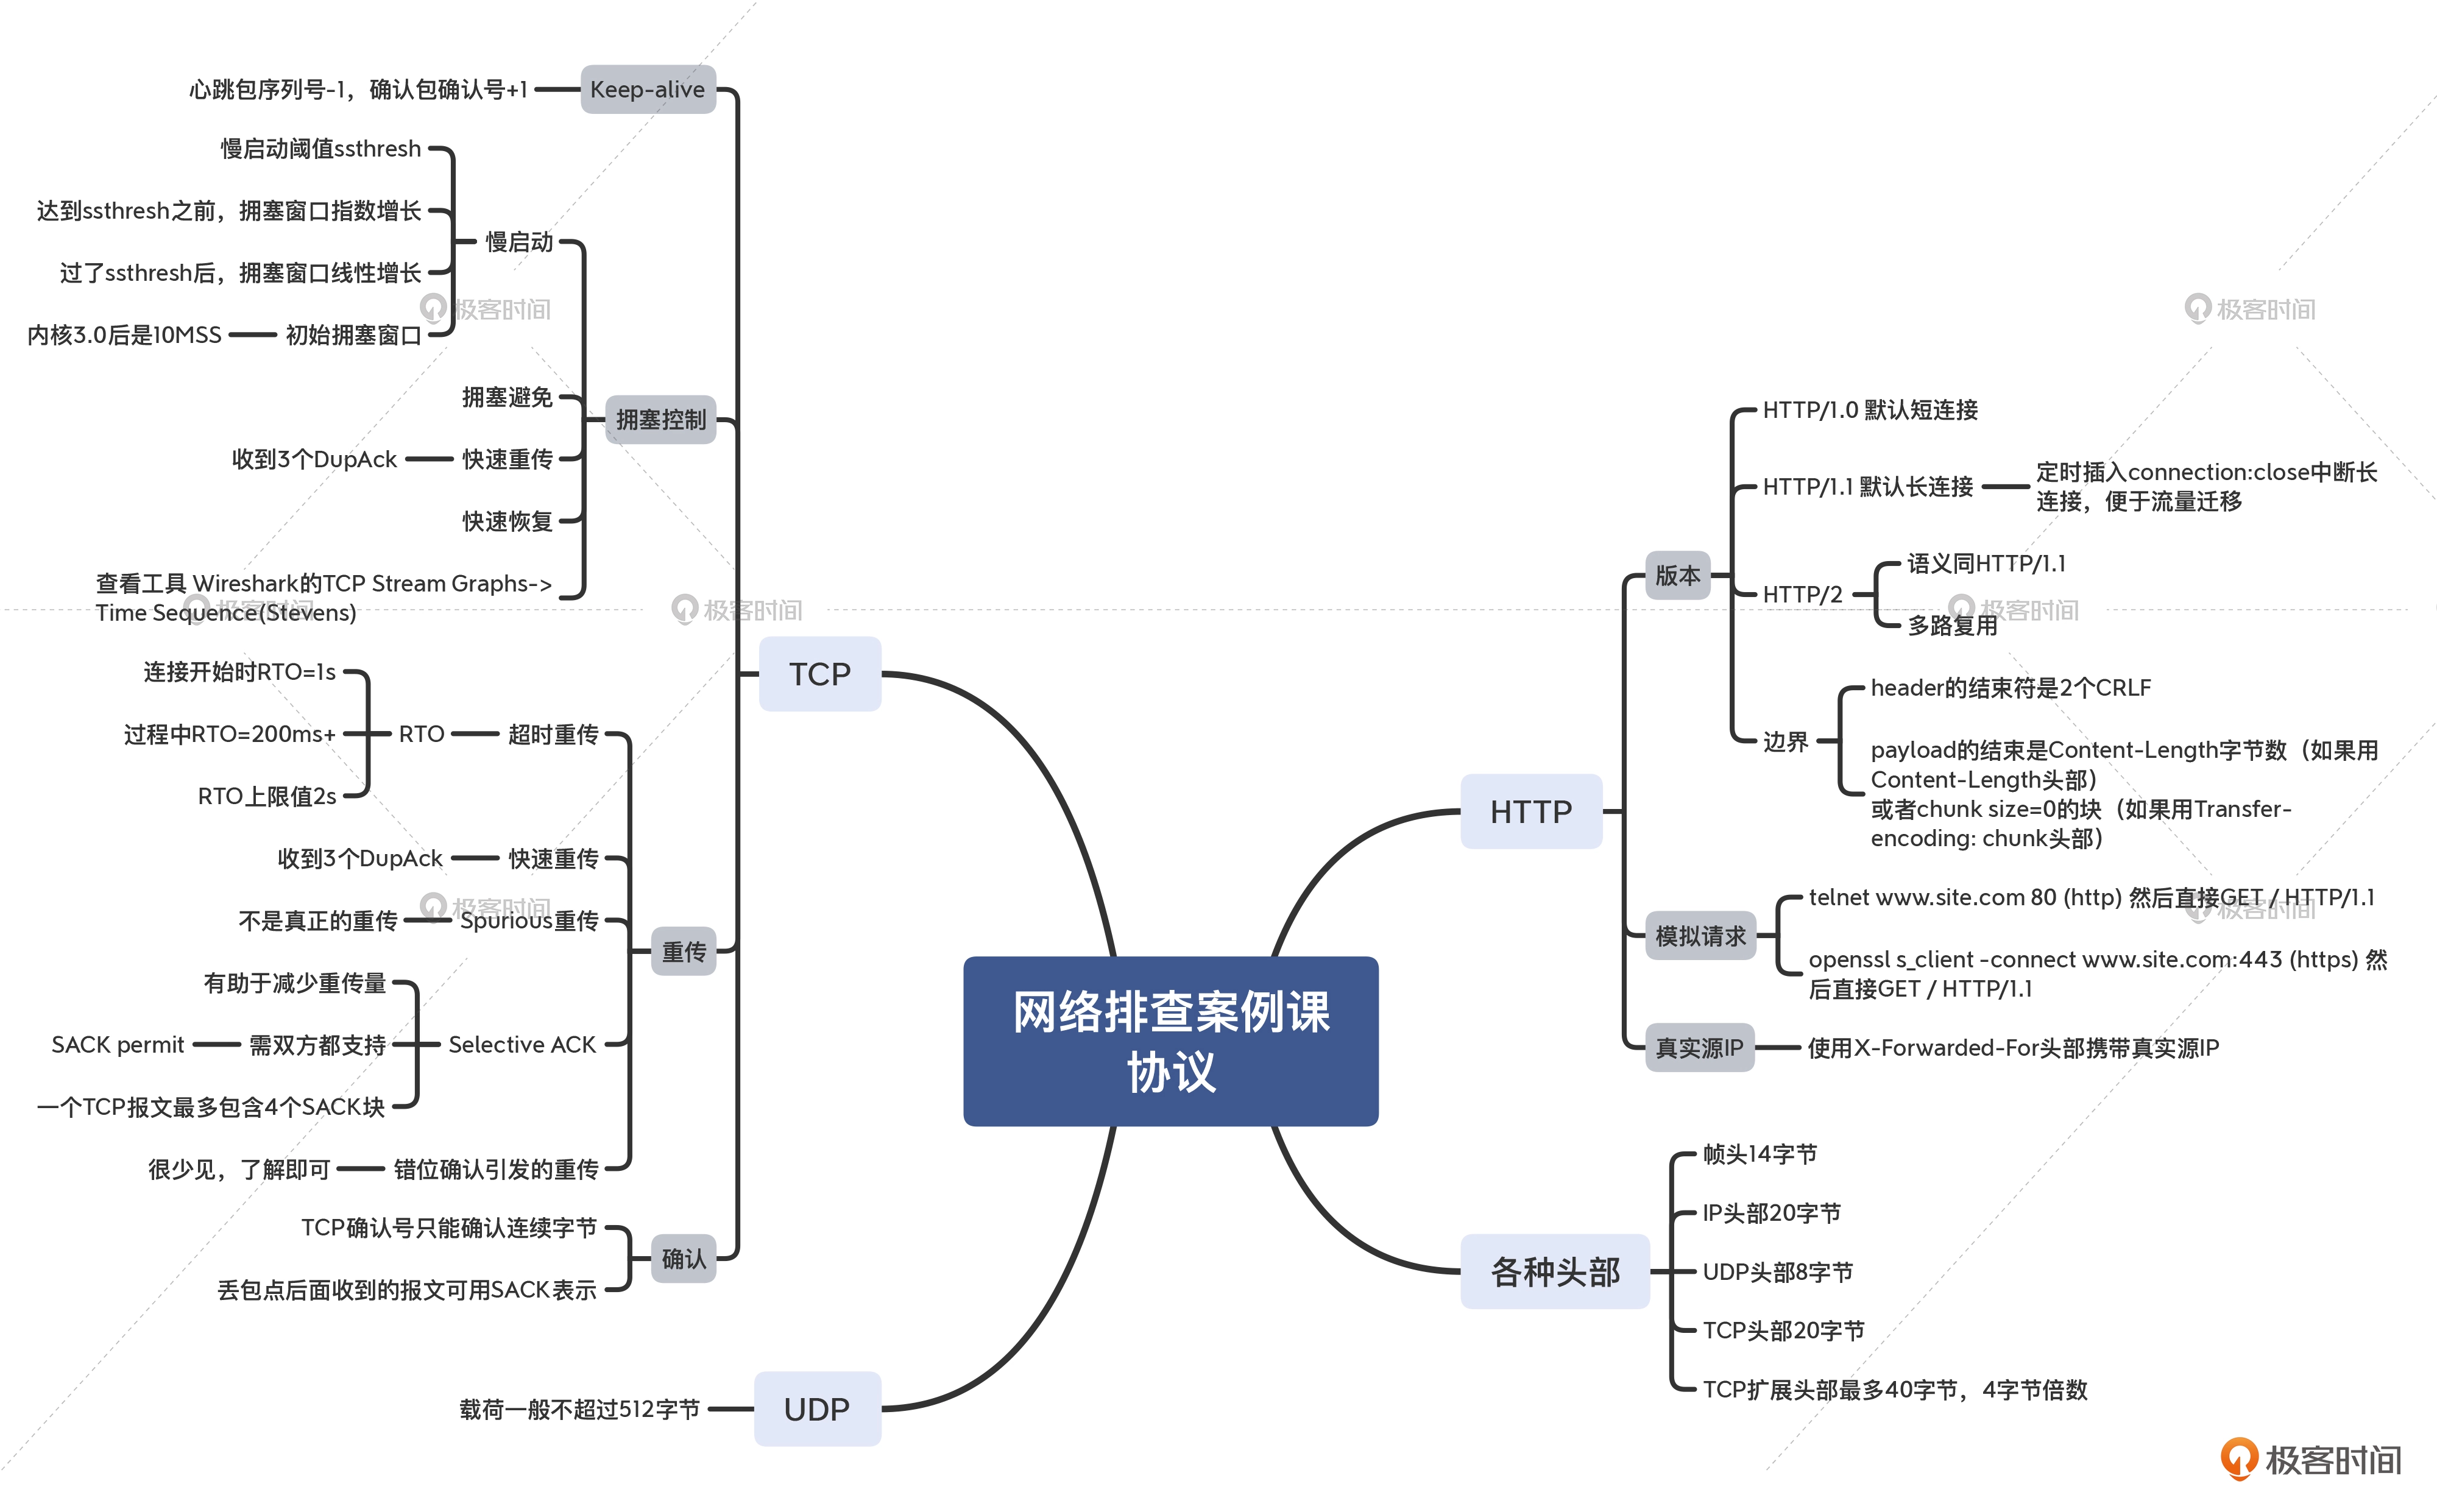 网络排查案例课
协议
TCP
Keep-alive
心跳包序列号-1，确认包确认号+1
拥塞控制
慢启动
慢启动阈值ssthresh
达到ssthresh之前，拥塞窗口指数增长
过了ssthresh后，拥塞窗口线性增长
初始拥塞窗口
内核3.0后是10MSS
拥塞避免
快速重传
收到3个DupAck
快速恢复
查看工具 Wireshark的TCP Stream Graphs->
Time Sequence(Stevens)
重传
超时重传
RTO
连接开始时RTO=1s
过程中RTO=200ms+
RTO上限值2s
快速重传
收到3个DupAck
Spurious重传
不是真正的重传
Selective ACK
有助于减少重传量
需双方都支持
SACK permit
一个TCP报文最多包含4个SACK块
错位确认引发的重传
很少见，了解即可
确认
TCP确认号只能确认连续字节
丢包点后面收到的报文可用SACK表示
UDP
载荷一般不超过512字节
HTTP
版本
HTTP/1.0 默认短连接
HTTP/1.1 默认长连接
定时插入connection:close中断长
连接，便于流量迁移
HTTP/2
语义同HTTP/1.1
多路复用
边界
header的结束符是2个CRLF
payload的结束是Content-Length字节数（如果用
Content-Length头部）
或者chunk size=0的块（如果用Transfer-
encoding: chunk头部）
模拟请求
telnet www.site.com 80 (http) 然后直接GET / HTTP/1.1
openssl s_client -connect www.site.com:443 (https) 然
后直接GET / HTTP/1.1
真实源IP
使用X-Forwarded-For头部携带真实源IP
各种头部
帧头14字节
IP头部20字节
UDP头部8字节
TCP头部20字节
TCP扩展头部最多40字节，4字节倍数
极客时间
极客时间
极客时间
极客时间
极客时间
极客时间
极客时间
极客时间